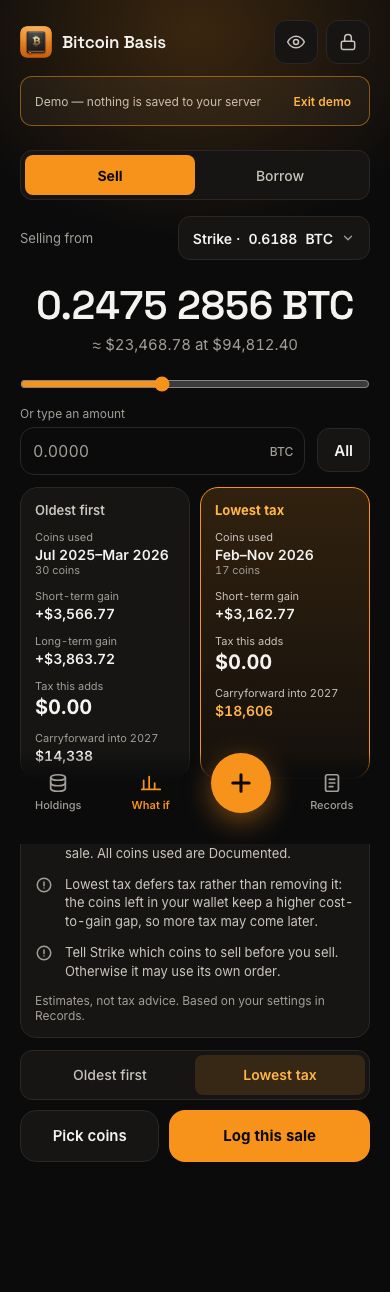 Bitcoin Basis
Demo — nothing is saved to your server Exit demo
Sell Borrow
Selling from Strike · 0.6188 BTC
0.2475 2856 BTC
≈ $23,468.78 at $94,812.40
Or type an amount
0.0000 BTC All
Oldest first
Coins used
Jul 2025–Mar 2026
30 coins
Short-term gain
+$3,566.77
Long-term gain
+$3,863.72
Tax this adds
$0.00
Carryforward into 2027
$14,338
Lowest tax
Coins used
Feb–Nov 2026
17 coins
Short-term gain
+$3,162.77
Tax this adds
$0.00
Carryforward into 2027
$18,606
Holdings What if Records
sale. All coins used are Documented.
Lowest tax defers tax rather than removing it:
the coins left in your wallet keep a higher cost-
to-gain gap, so more tax may come later.
Tell Strike which coins to sell before you sell.
Otherwise it may use its own order.
Estimates, not tax advice. Based on your settings in
Records.
Oldest first Lowest tax
Pick coins Log this sale